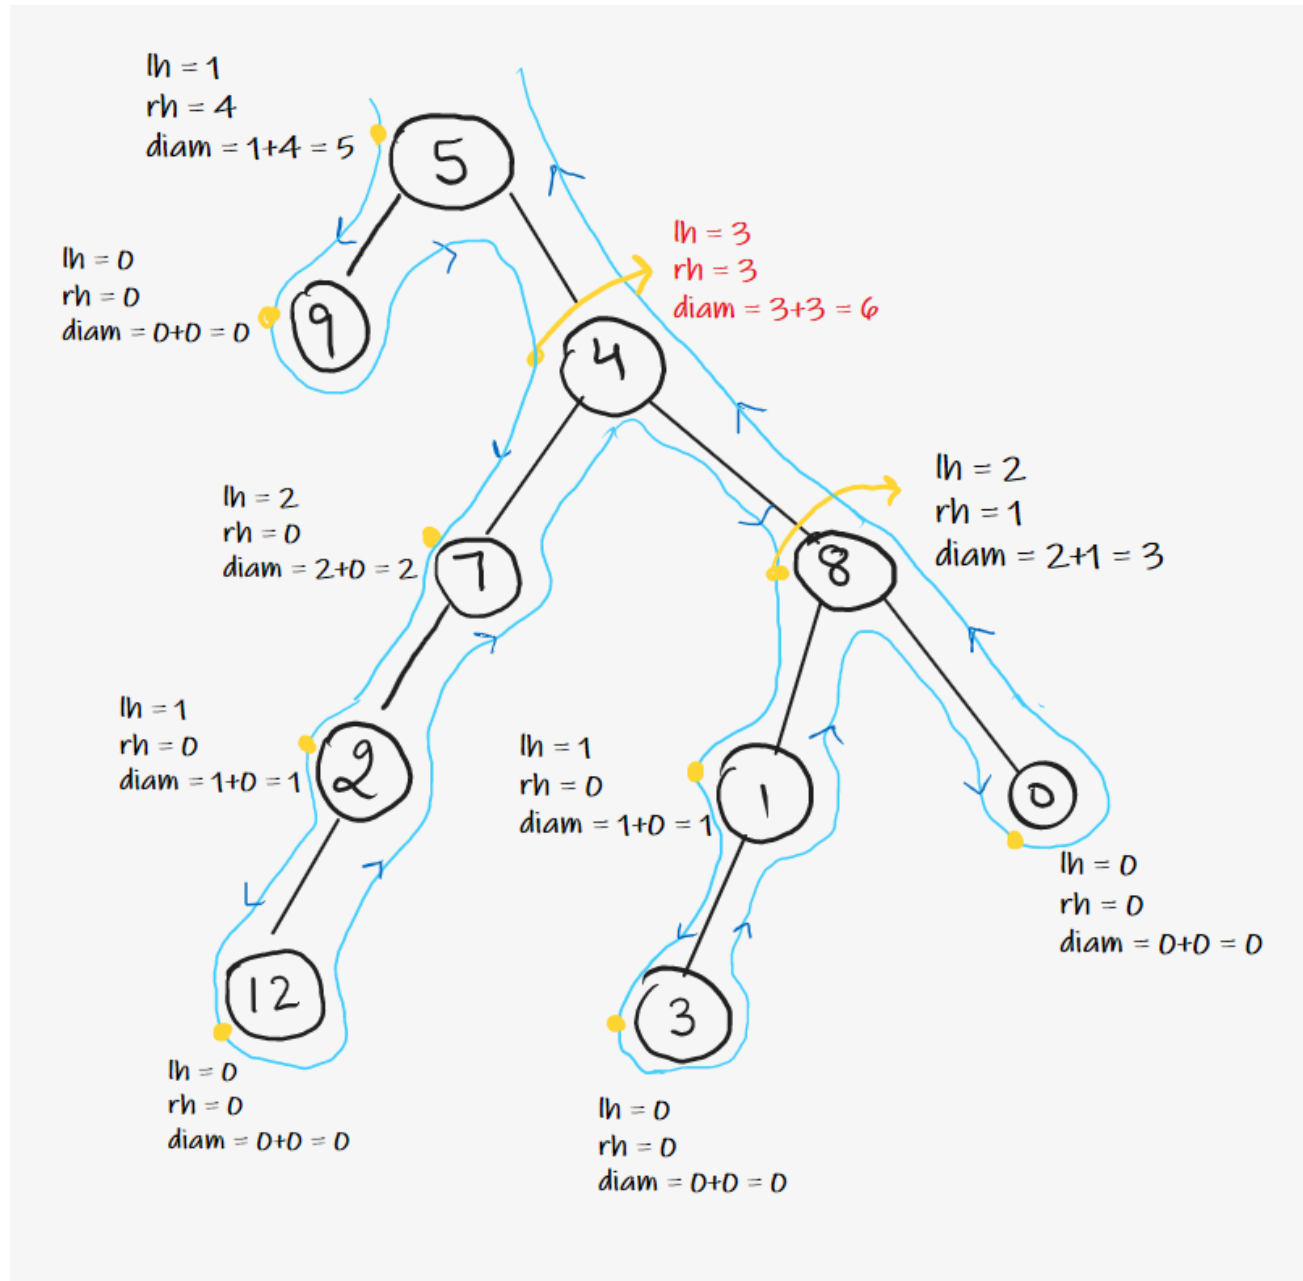 lh = 1
rh = 4
diam = 1+4 = 5
5
lh = 3
rh = 3
diam = 3+3 = 6
lh = 0
rh = 0
diam = 0+0 = 0
9
4
lh = 2
rh = 1
diam = 2+1 = 3
lh = 2
rh = 0
diam = 2+0 = 2
7
8
lh = 1
rh = 0
diam = 1+0 = 1
2
lh = 1
rh = 0
diam = 1+0 = 1
1
0
lh = 0
rh = 0
diam = 0+0 = 0
12
3
lh = 0
rh = 0
diam = 0+0 = 0
lh = 0
rh = 0
diam = 0+0 = 0